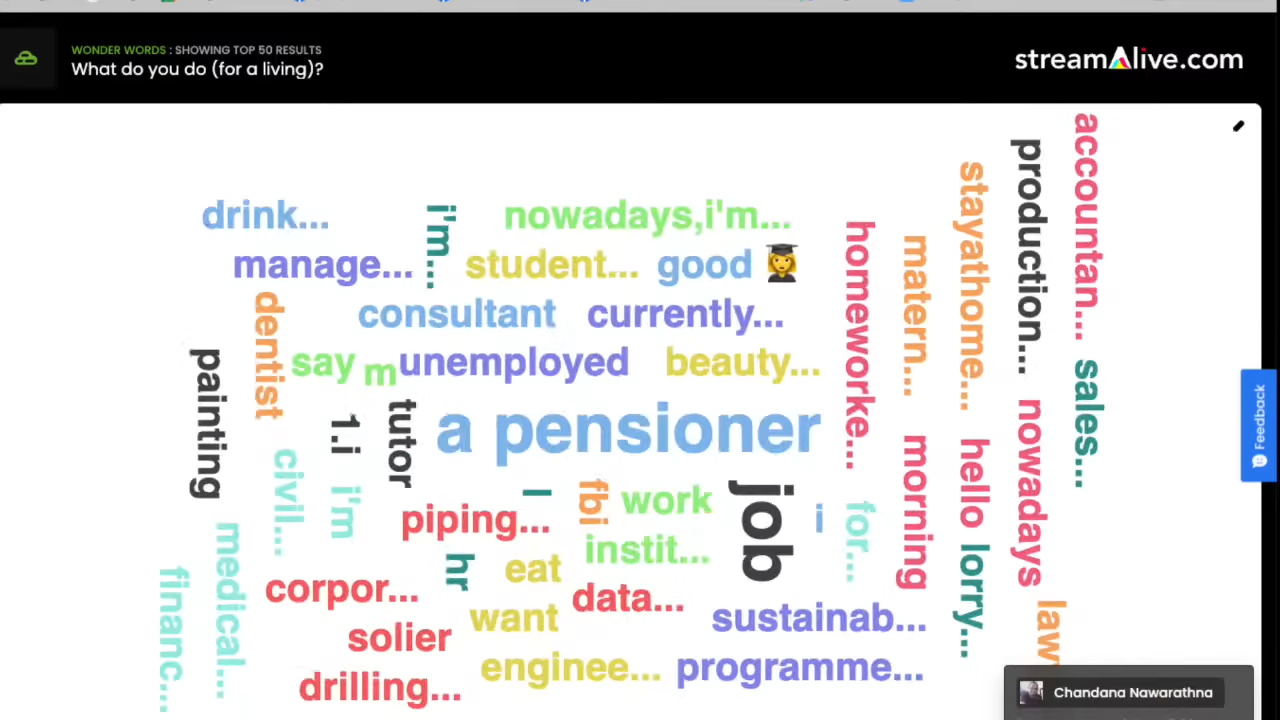 WONDER WORDS : SHOWING TOP 50 RESULTS
What do you do (for a living)?
streamAlive.com
drink...
i'm...
nowadays,i'm...
manage...
student...
good
dentist
consultant
currently...
painting
say
m
unemployed
beauty...
1.i
tutor
a pensioner
homeworke...
matern...
stayathome...
production...
accountan...
sales...
civil...
i'm
piping...
I
fbi
work
job
i
for...
morning
hello
nowadays
instit...
medical...
financ...
hr
eat
corpor...
want
data...
sustainab...
lorry...
law
solier
enginee...
programme...
drilling...
Feedback
Chandana Nawarathna